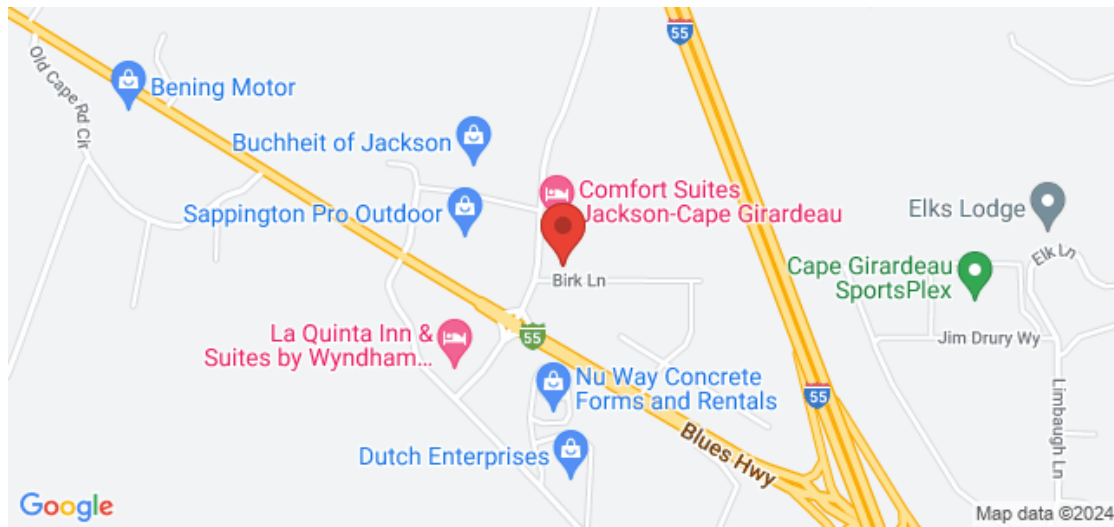 55
Old Cape Rd Cir
Bening Motor
Buchheit of Jackson
Comfort Suites
Jackson-Cape Girardeau
Sappington Pro Outdoor
Elks Lodge
Elk Ln
Cape Girardeau
SportsPlex
Birk Ln
55
Jim Drury Wy
La Quinta Inn &
Suites by Wyndham...
Nu Way Concrete
Forms and Rentals
55
Limbaugh Ln
Blues Hwy
Dutch Enterprises
Google
Map data ©2024